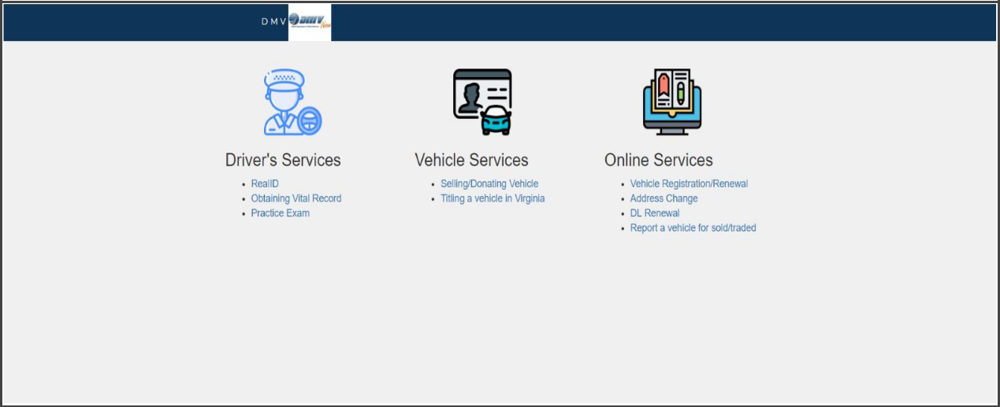 DMV DMV Now
Driver's Services
RealID
Obtaining Vital Record
Practice Exam
Vehicle Services
Selling/Donating Vehicle
Titling a vehicle in Virginia
Online Services
Vehicle Registration/Renewal
Address Change
DL Renewal
Report a vehicle for sold/traded